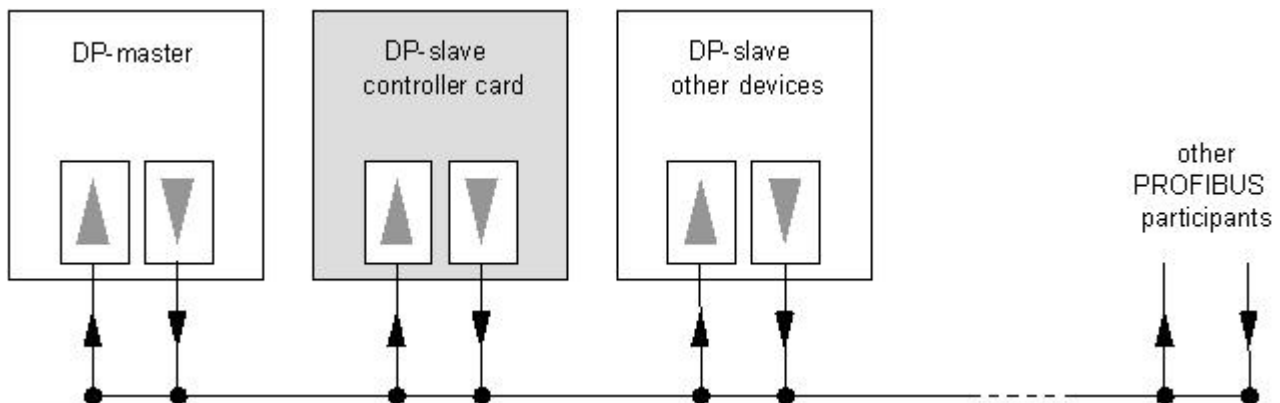 DP-master
DP-slave
controller card
DP-slave
other devices
other
PROFIBUS
participants